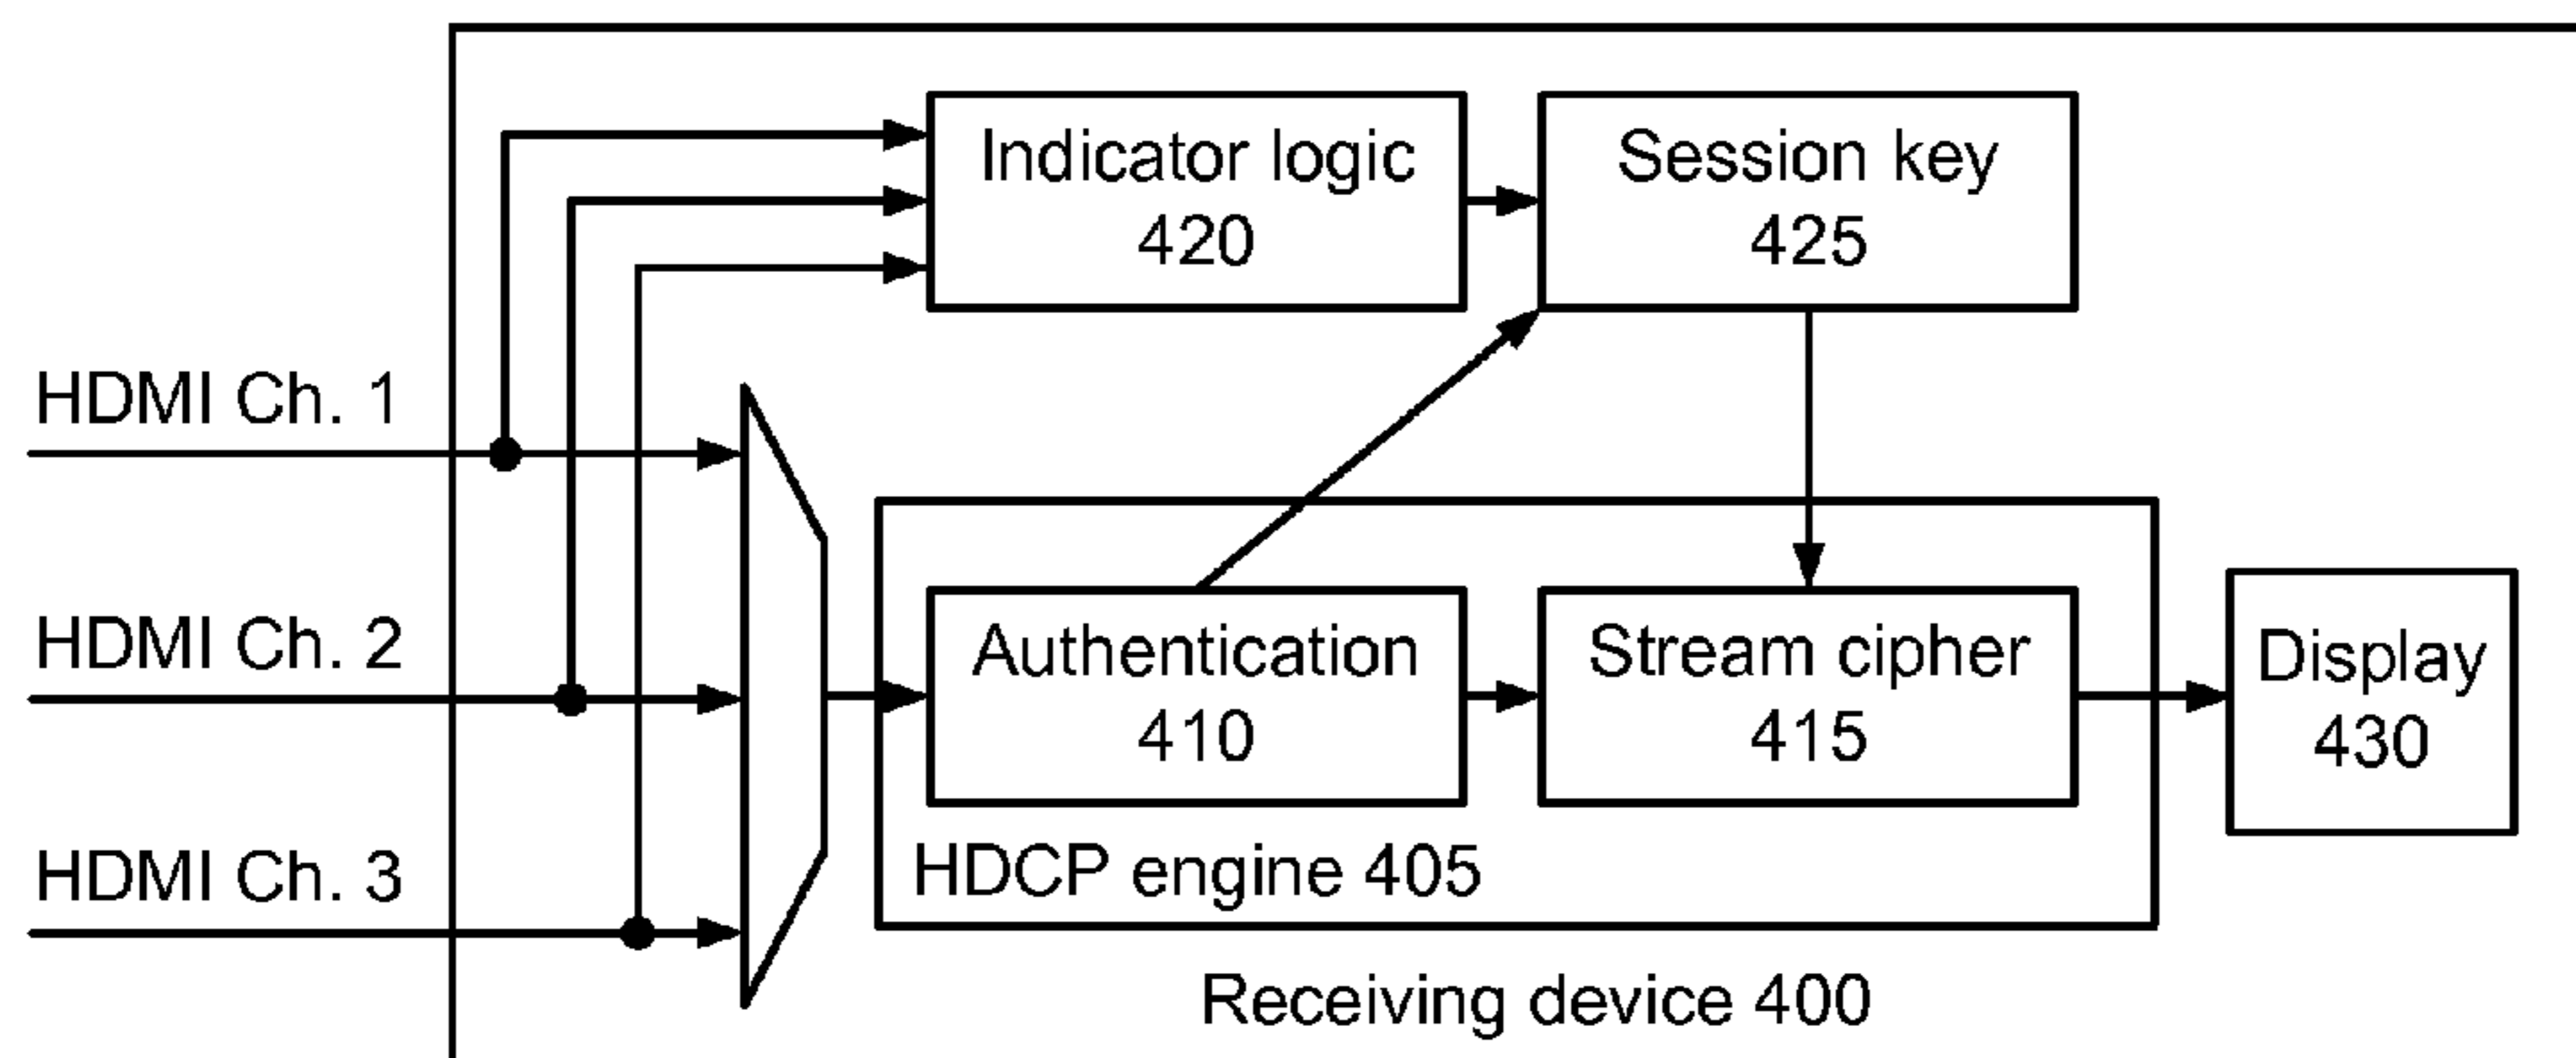 Indicator logic
420
Session key
425
HDMI Ch. 1
HDMI Ch. 2
HDMI Ch. 3
Authentication
410
Stream cipher
415
Display
430
HDCP engine 405
Receiving device 400